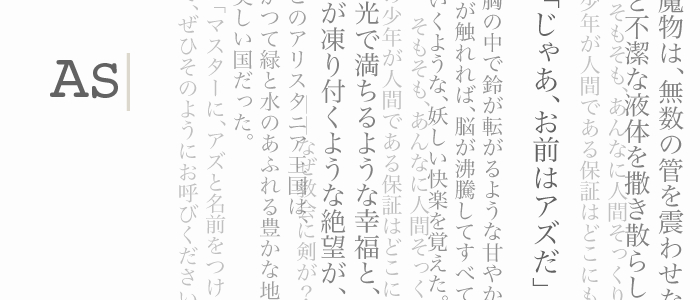 魔物は、無数の管を震わせな
と不潔な液体を撒き散らし
そもそも、あんなに人間そっくり
少年が人間である保証はどこにも
「じゃあ、お前はアズだ」
胸の中で鈴が転がるような甘やか
が触れれば、脳が沸騰してすべて
いくような、妖しい快楽を覚えた。
そもそも、あんなに人間そっく
少年が人間である保証はどこに
光で満ちるような幸福と、
が凍り付くような絶望が、
なぜ教会に剣が？
このアリスタニア王国は、
かつて緑と水のあふれる豊かな地
美しい国だった。
「マスターに、アズと名前をつけ
、ぜひそのようにお呼びください
As